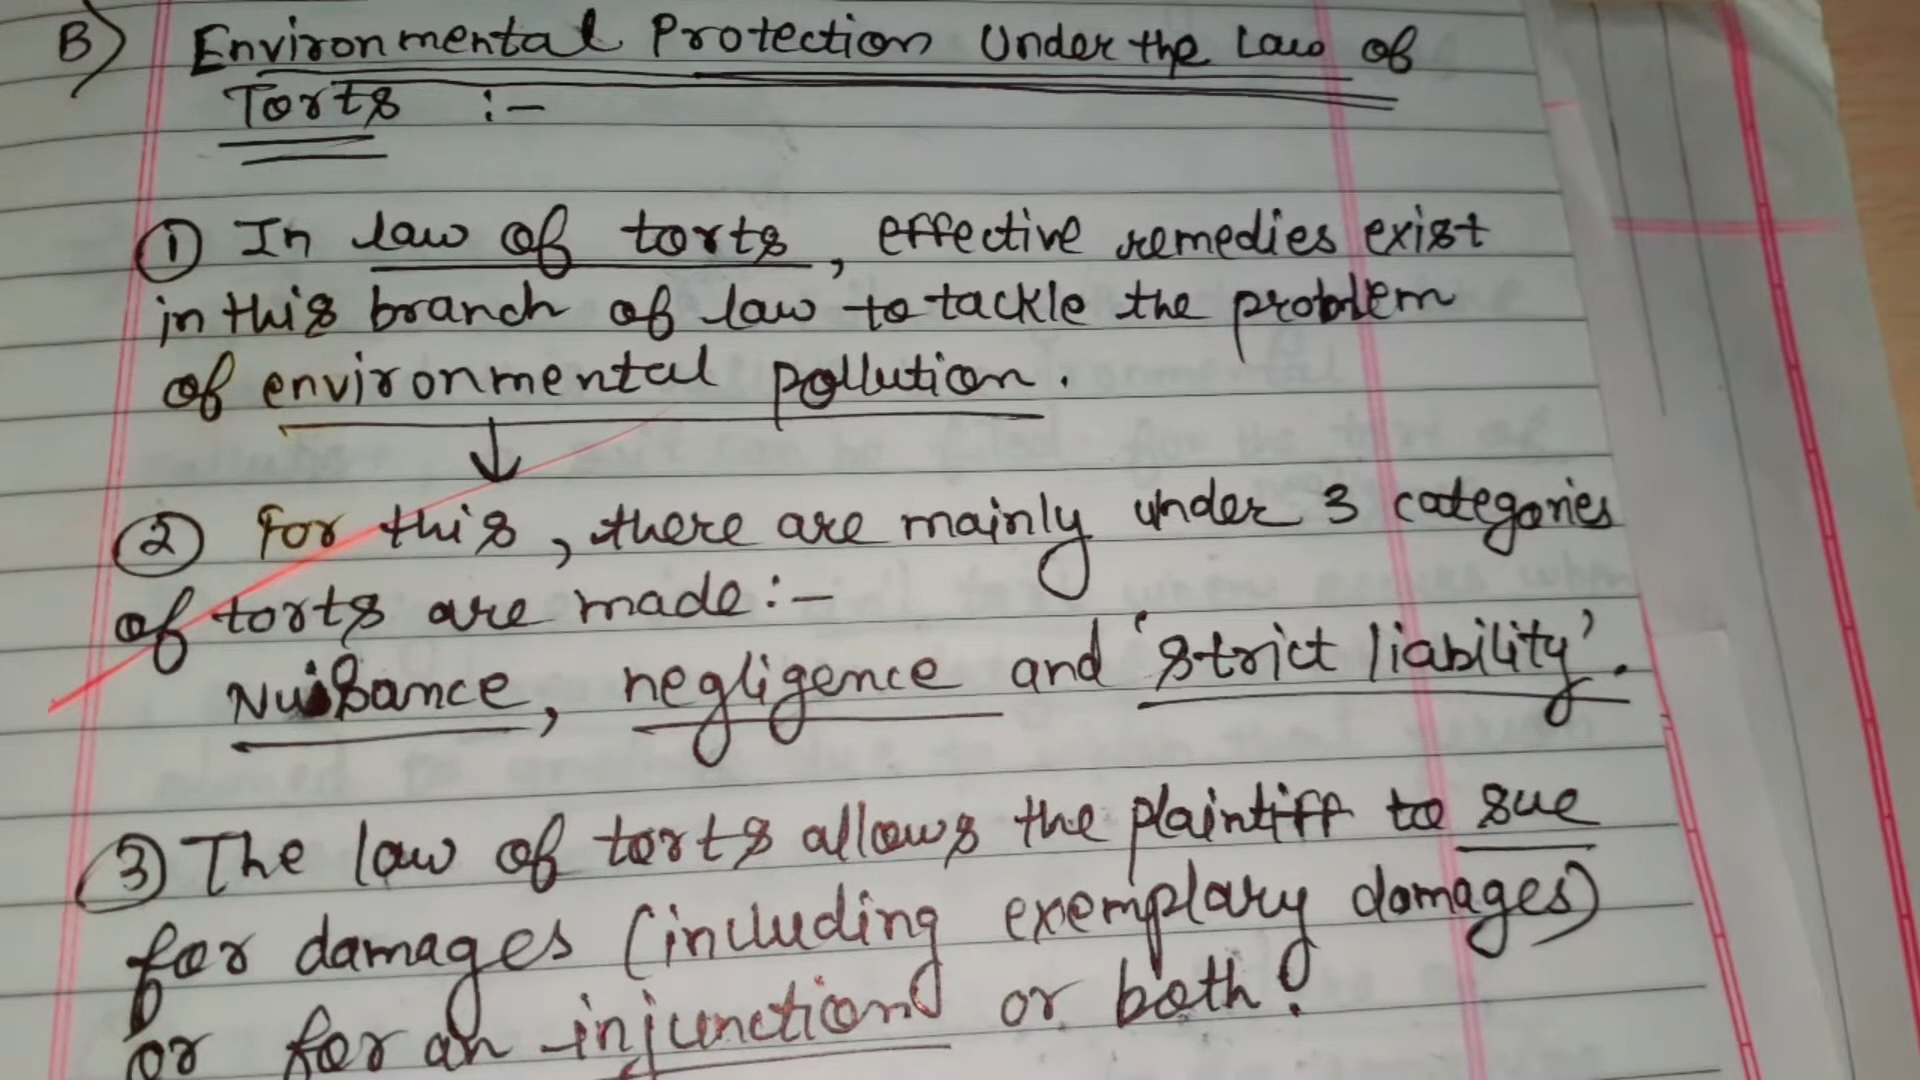 B) Environmental Protection Under the Law of
Torts :-
① In law of torts, effective remedies exist
in this branch of law to tackle the problem
of environmental pollution.
↓
② For this, there are mainly under 3 categories
of torts are made:-
Nuisance, negligence and 'strict liability'.
③ The law of torts allows the plaintiff to sue
for damages (including exemplary damages)
or for an injunction or both.